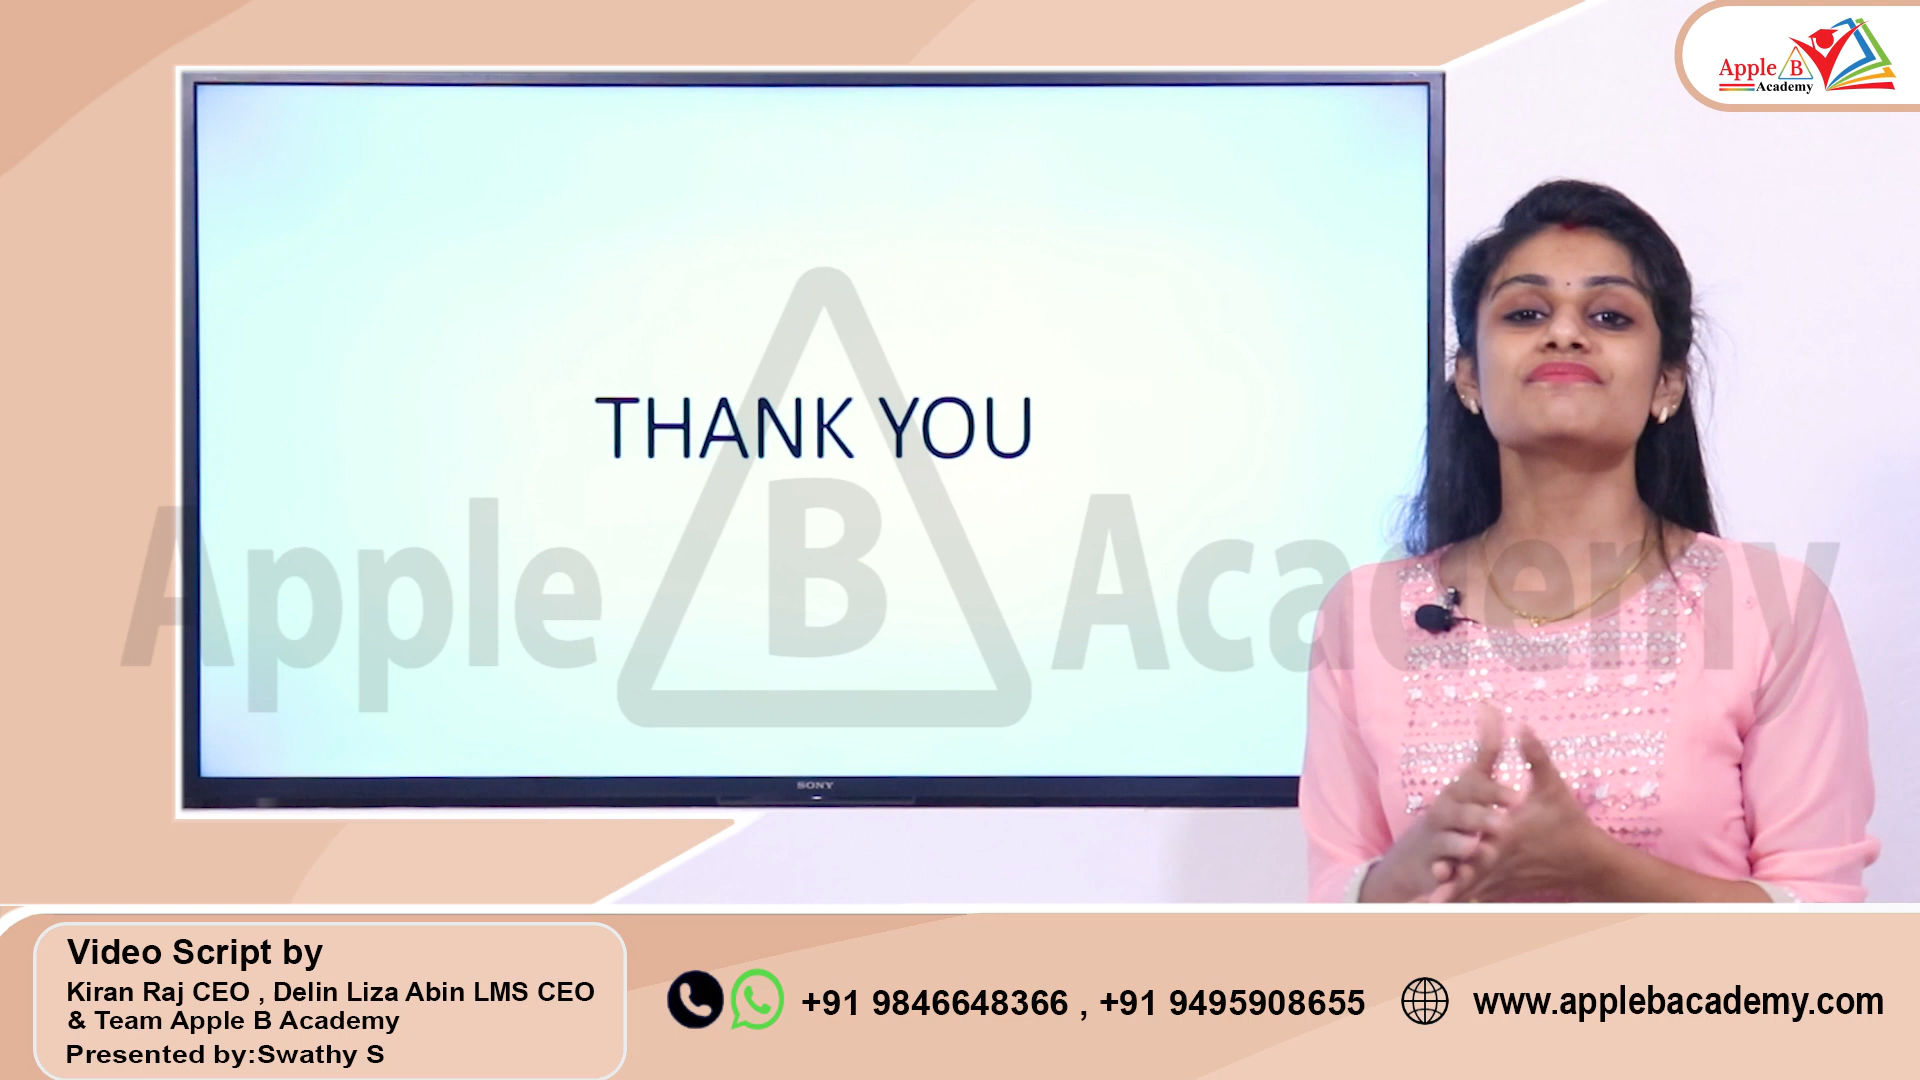 Apple B
Academy
THANK YOU
Apple B Academy
SONY
Video Script by
Kiran Raj CEO , Delin Liza Abin LMS CEO
& Team Apple B Academy
Presented by:Swathy S
+91 9846648366 , +91 9495908655
www.applebacademy.com